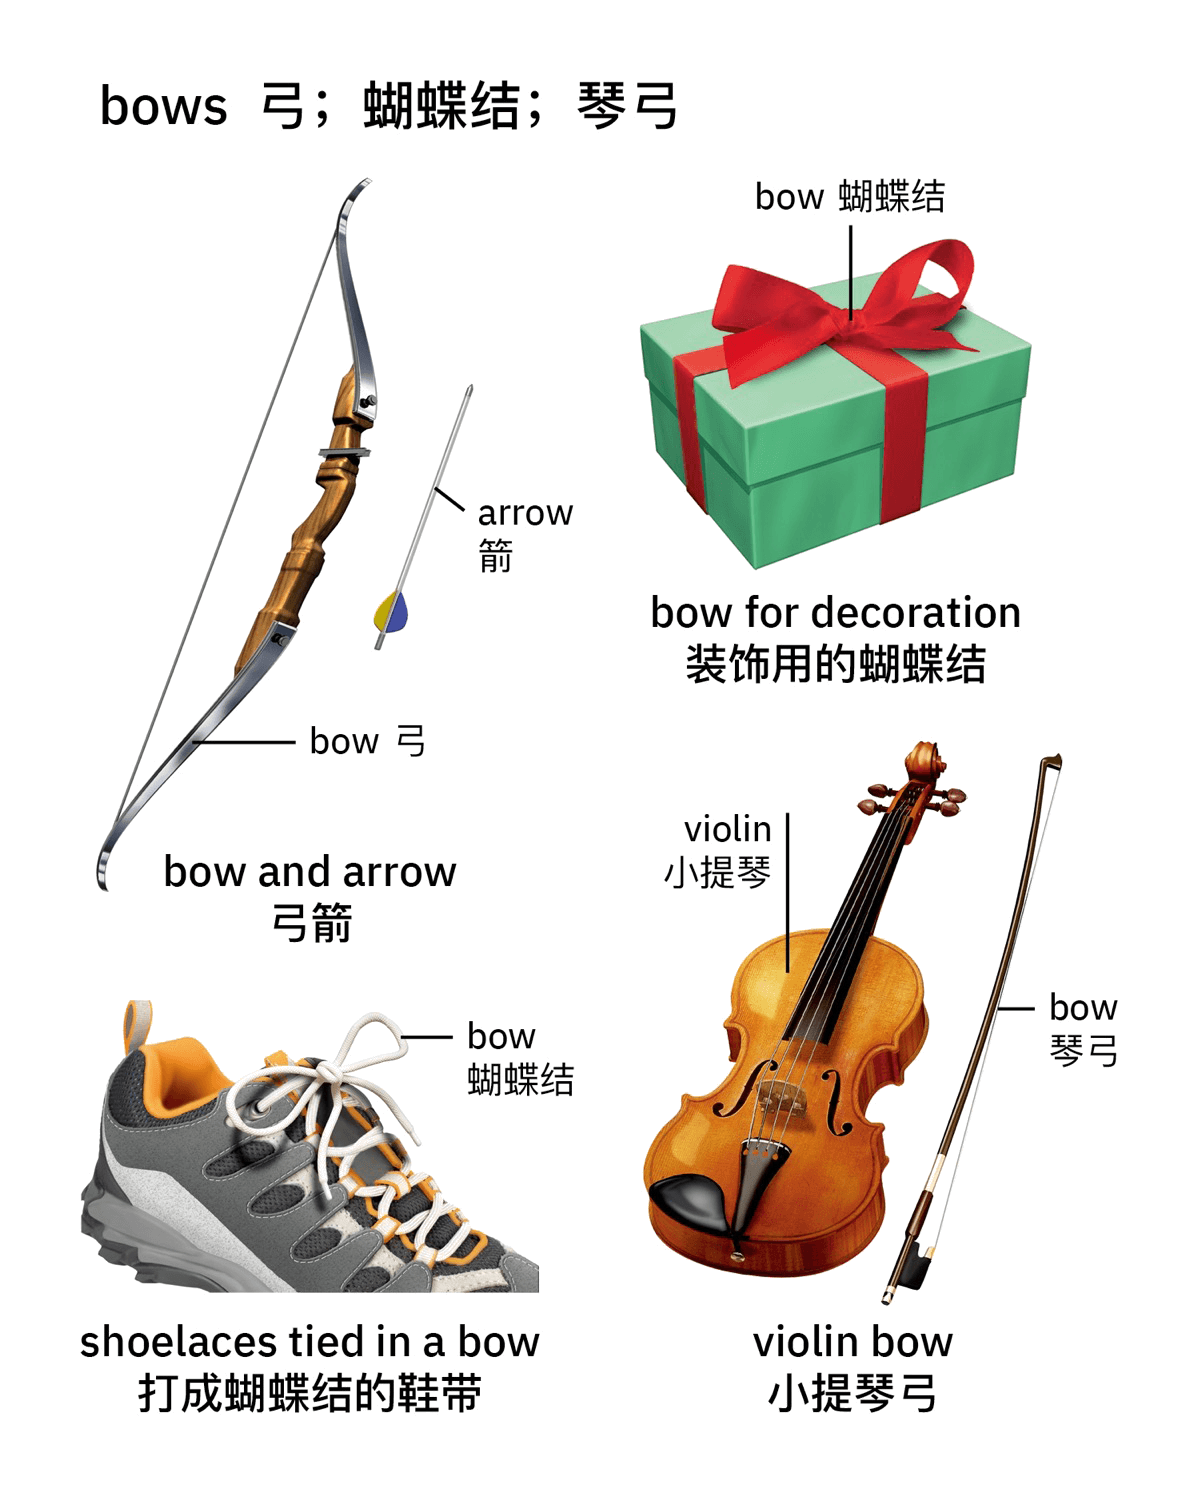 bows 弓；蝴蝶结；琴弓
bow 蝴蝶结
arrow
箭
bow for decoration
装饰用的蝴蝶结
bow 弓
violin
小提琴
bow and arrow
弓箭
bow
琴弓
bow
蝴蝶结
shoelaces tied in a bow
打成蝴蝶结的鞋带
violin bow
小提琴弓